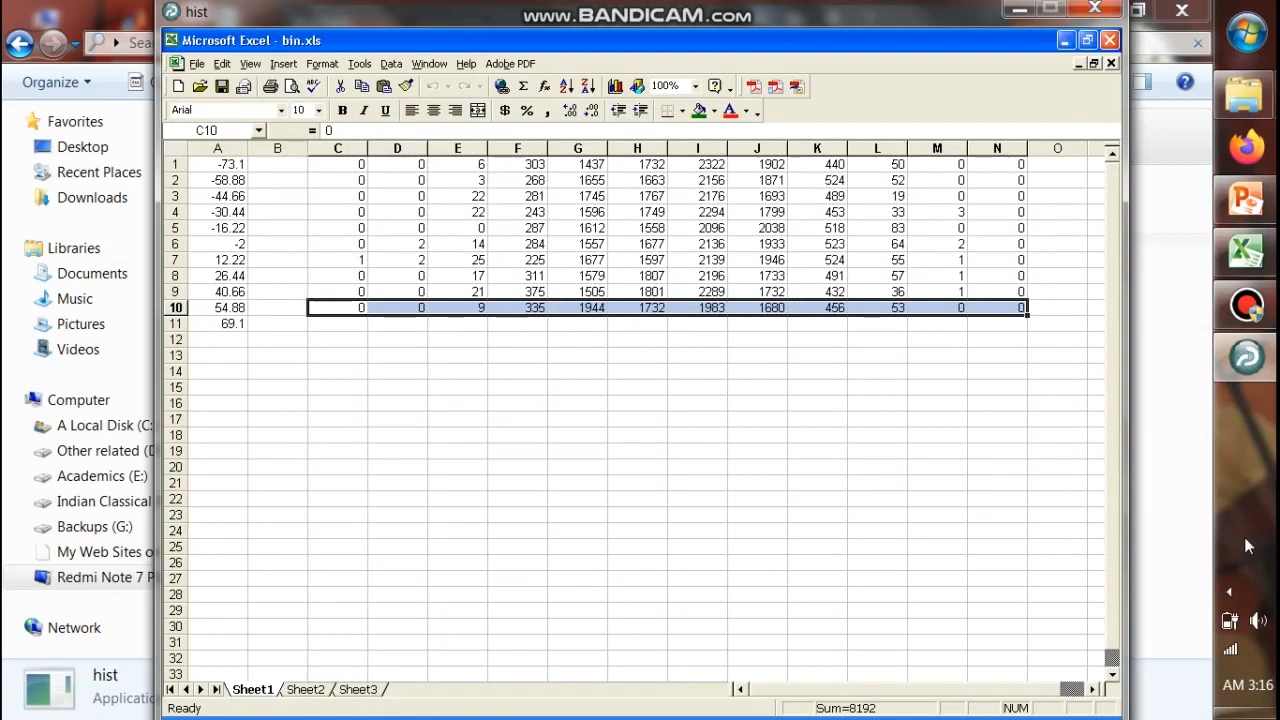 hist
www.BANDICAM.com
Microsoft Excel - bin.xls
Sea
File Edit View Insert Format Tools Data Window Help Adobe PDF
Organize
100%
Arial 10
C10 = 0
A B C D E F G H I J K L M N O
1 -73.1 0 0 6 303 1437 1732 2322 1902 440 50 0 0
2 -58.88 0 0 3 268 1655 1663 2156 1871 524 52 0 0
3 -44.66 0 0 22 281 1745 1767 2176 1693 489 19 0 0
4 -30.44 0 0 22 243 1596 1749 2294 1799 453 33 3 0
5 -16.22 0 0 0 287 1612 1558 2096 2038 518 83 0 0
6 -2 0 2 14 284 1557 1677 2136 1933 523 64 2 0
7 12.22 1 2 25 225 1677 1597 2139 1946 524 55 1 0
8 26.44 0 0 17 311 1579 1807 2196 1733 491 57 1 0
9 40.66 0 0 21 375 1505 1801 2289 1732 432 36 1 0
10 54.88 0 0 9 335 1944 1732 1983 1680 456 53 0 0
11 69.1
12
13
14
15
16
17
18
19
20
21
22
23
24
25
26
27
28
29
30
31
32
33
Favorites
Desktop
Recent Places
Downloads
Libraries
Documents
Music
Pictures
Videos
Computer
A Local Disk (C:
Other related (D
Academics (E:)
Indian Classical
Backups (G:)
My Web Sites o
Redmi Note 7 P
Network
hist
Applicatio
Sheet1 Sheet2 Sheet3
Ready Sum=8192 NUM
AM 3:16